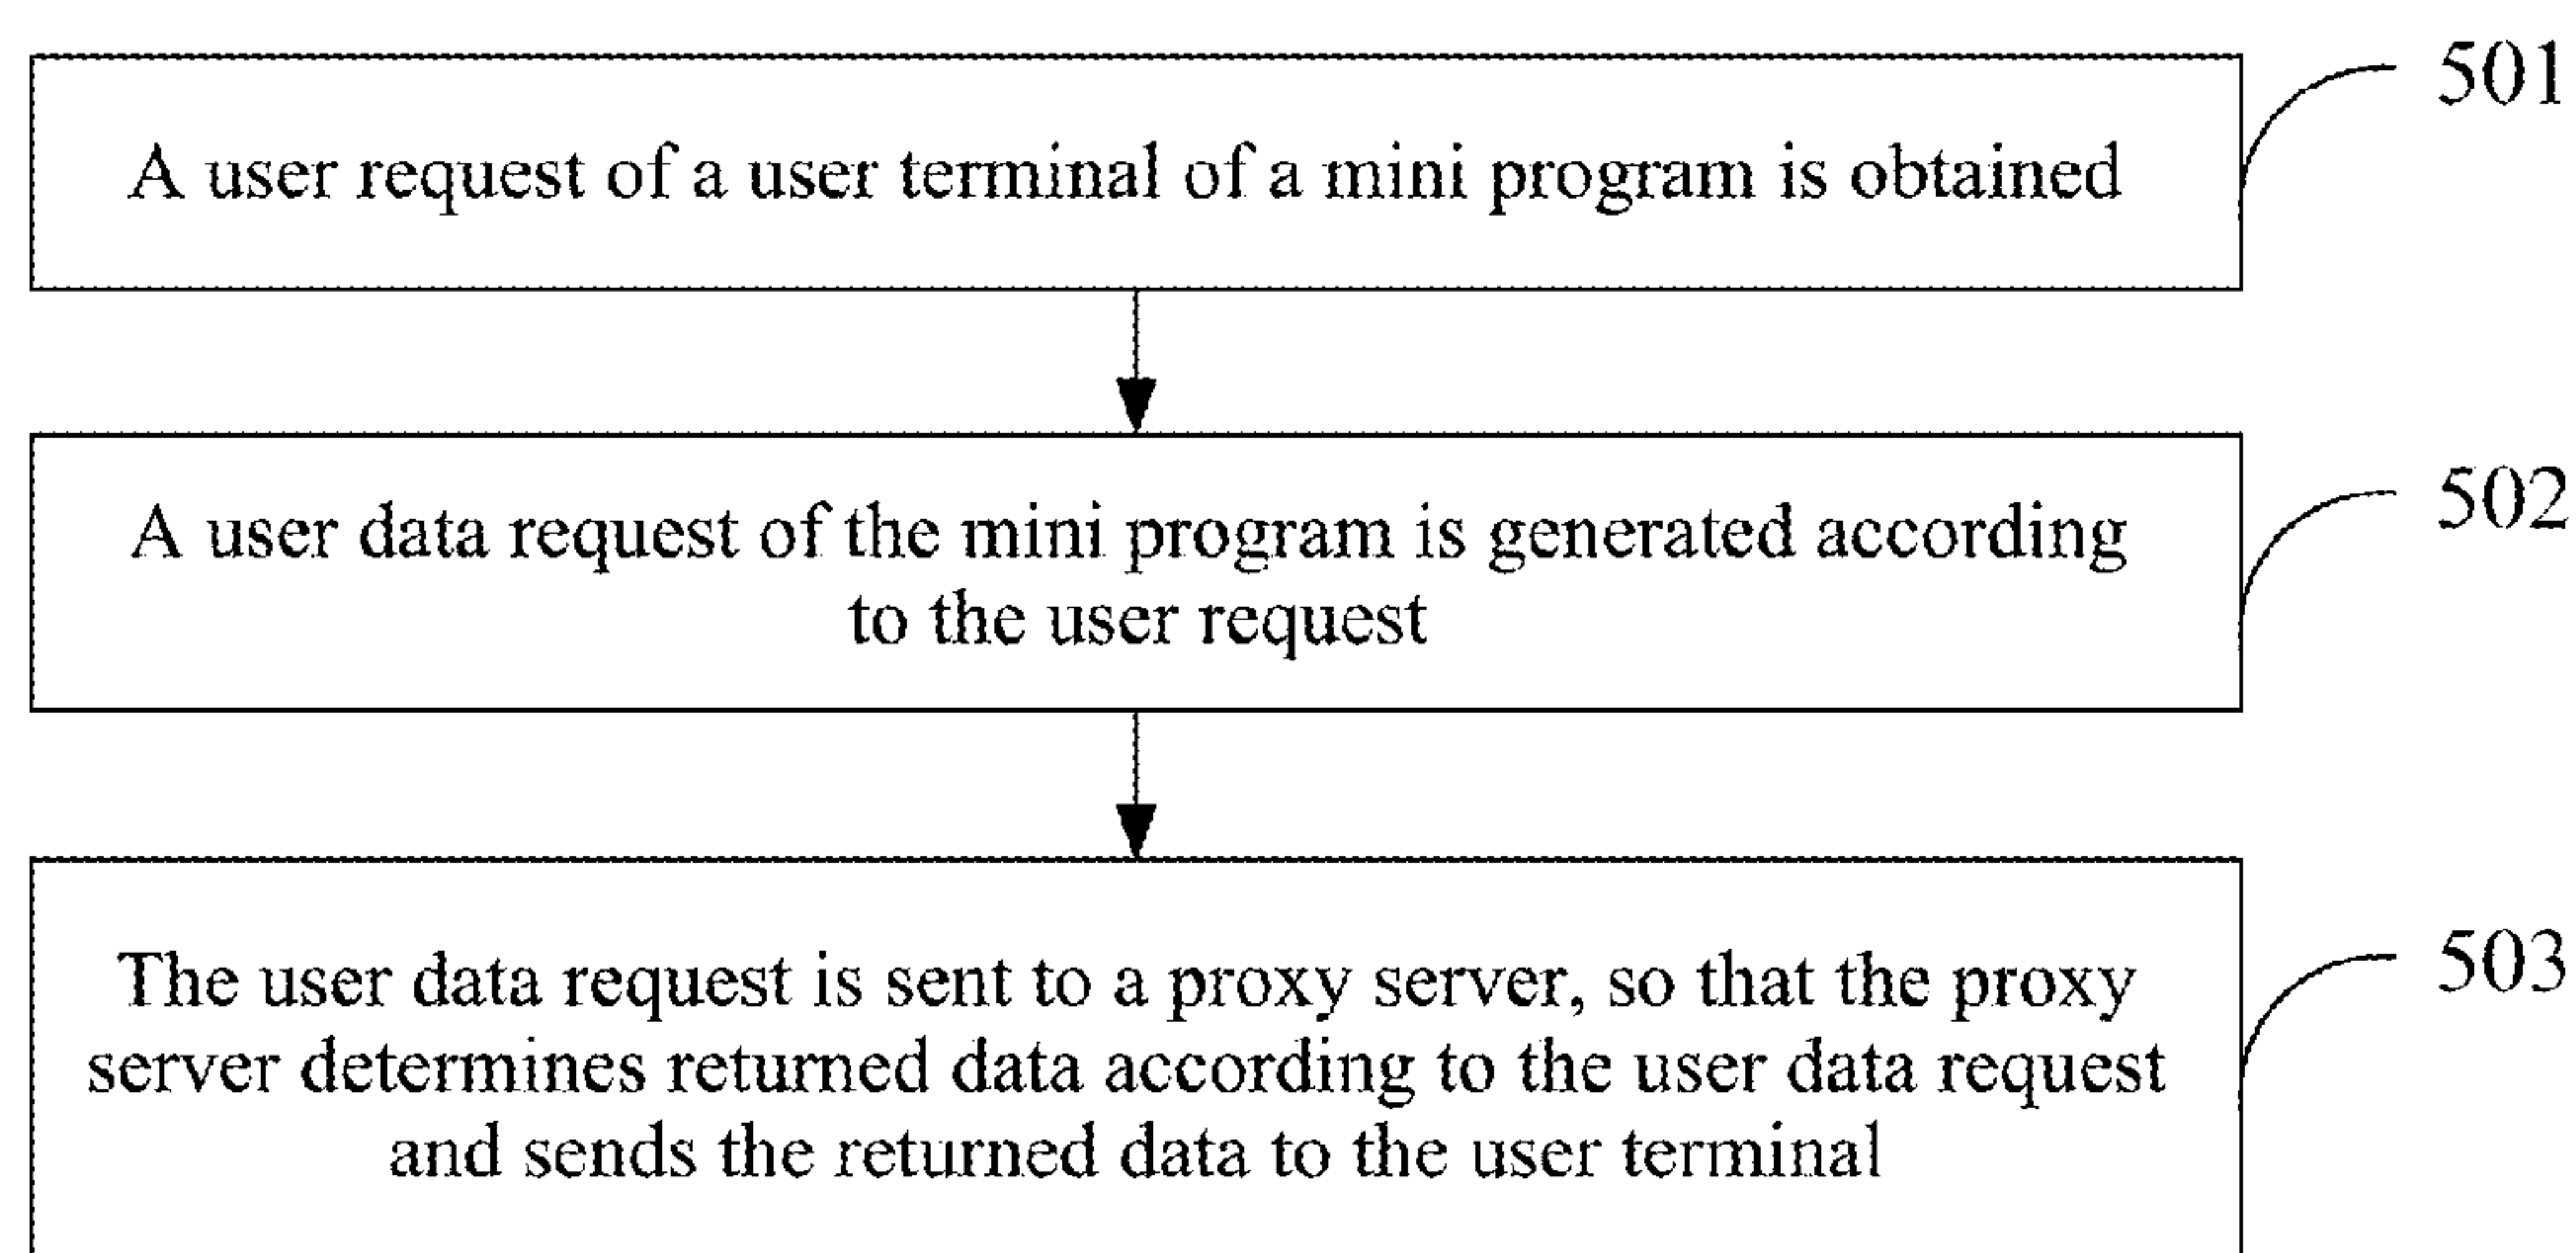 501
A user request of a user terminal of a mini program is obtained
502
A user data request of the mini program is generated according
to the user request
503
The user data request is sent to a proxy server, so that the proxy
server determines returned data according to the user data request
and sends the returned data to the user terminal